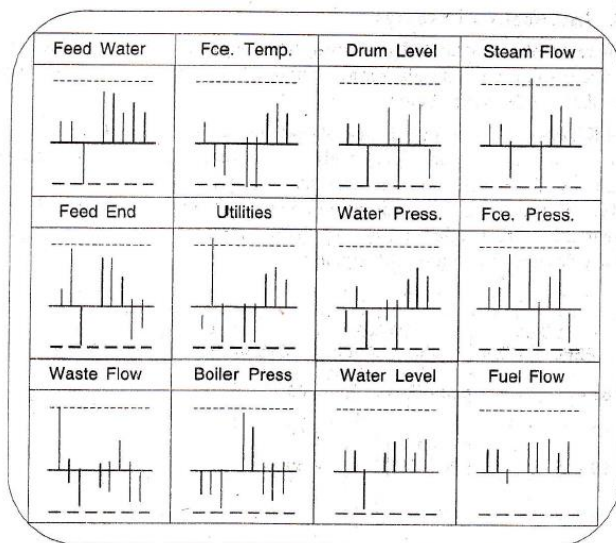 Feed Water Fce. Temp. Drum Level Steam Flow
Feed End Utilities Water Press. Fce. Press.
Waste Flow Boiler Press Water Level Fuel Flow